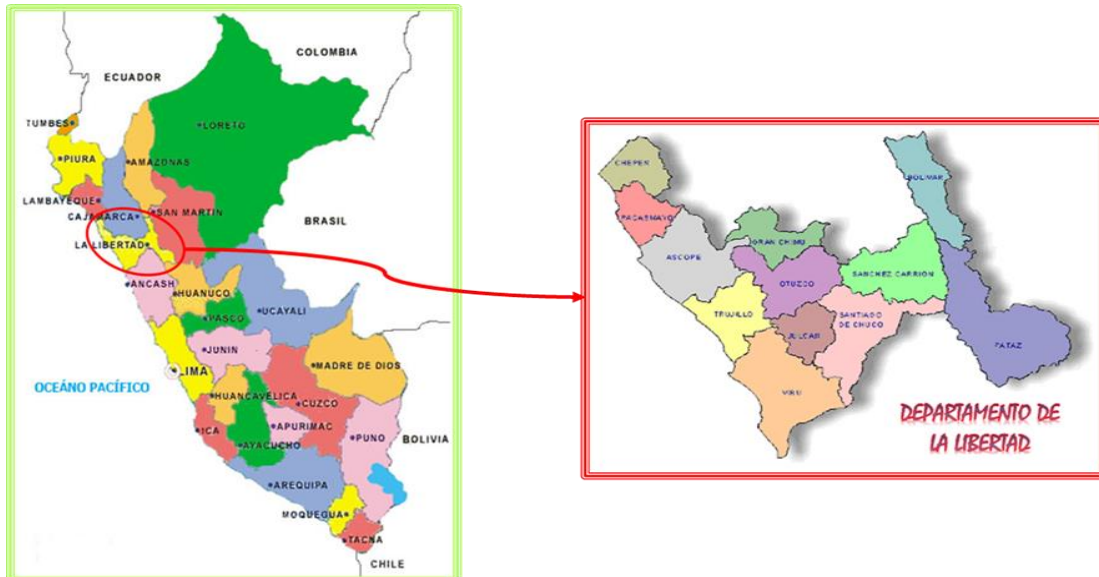 COLOMBIA
ECUADOR
TUMBES
LORETO
PIURA
AMAZONAS
LAMBAYEQUE
CAJAMARCA
SAN MARTIN
BRASIL
LA LIBERTAD
ANCASH
HUANUCO
UCAYALI
PASCO
JUNIN
MADRE DE DIOS
LIMA
OCEÁNO PACÍFICO
HUANCAVELICA
CUZCO
ICA
APURIMAC
AYACUCHO
PUNO
BOLIVIA
AREQUIPA
MOQUEGUA
TACNA
CHILE
CHEPEN
BOLIVAR
PACASMAYO
GRAN CHIMU
ASCOPE
SANCHEZ CARRION
OTUZCO
TRUJILLO
SANTIAGO
DE CHUCO
JULCAN
PATAZ
VIRU
DEPARTAMENTO DE
LA LIBERTAD